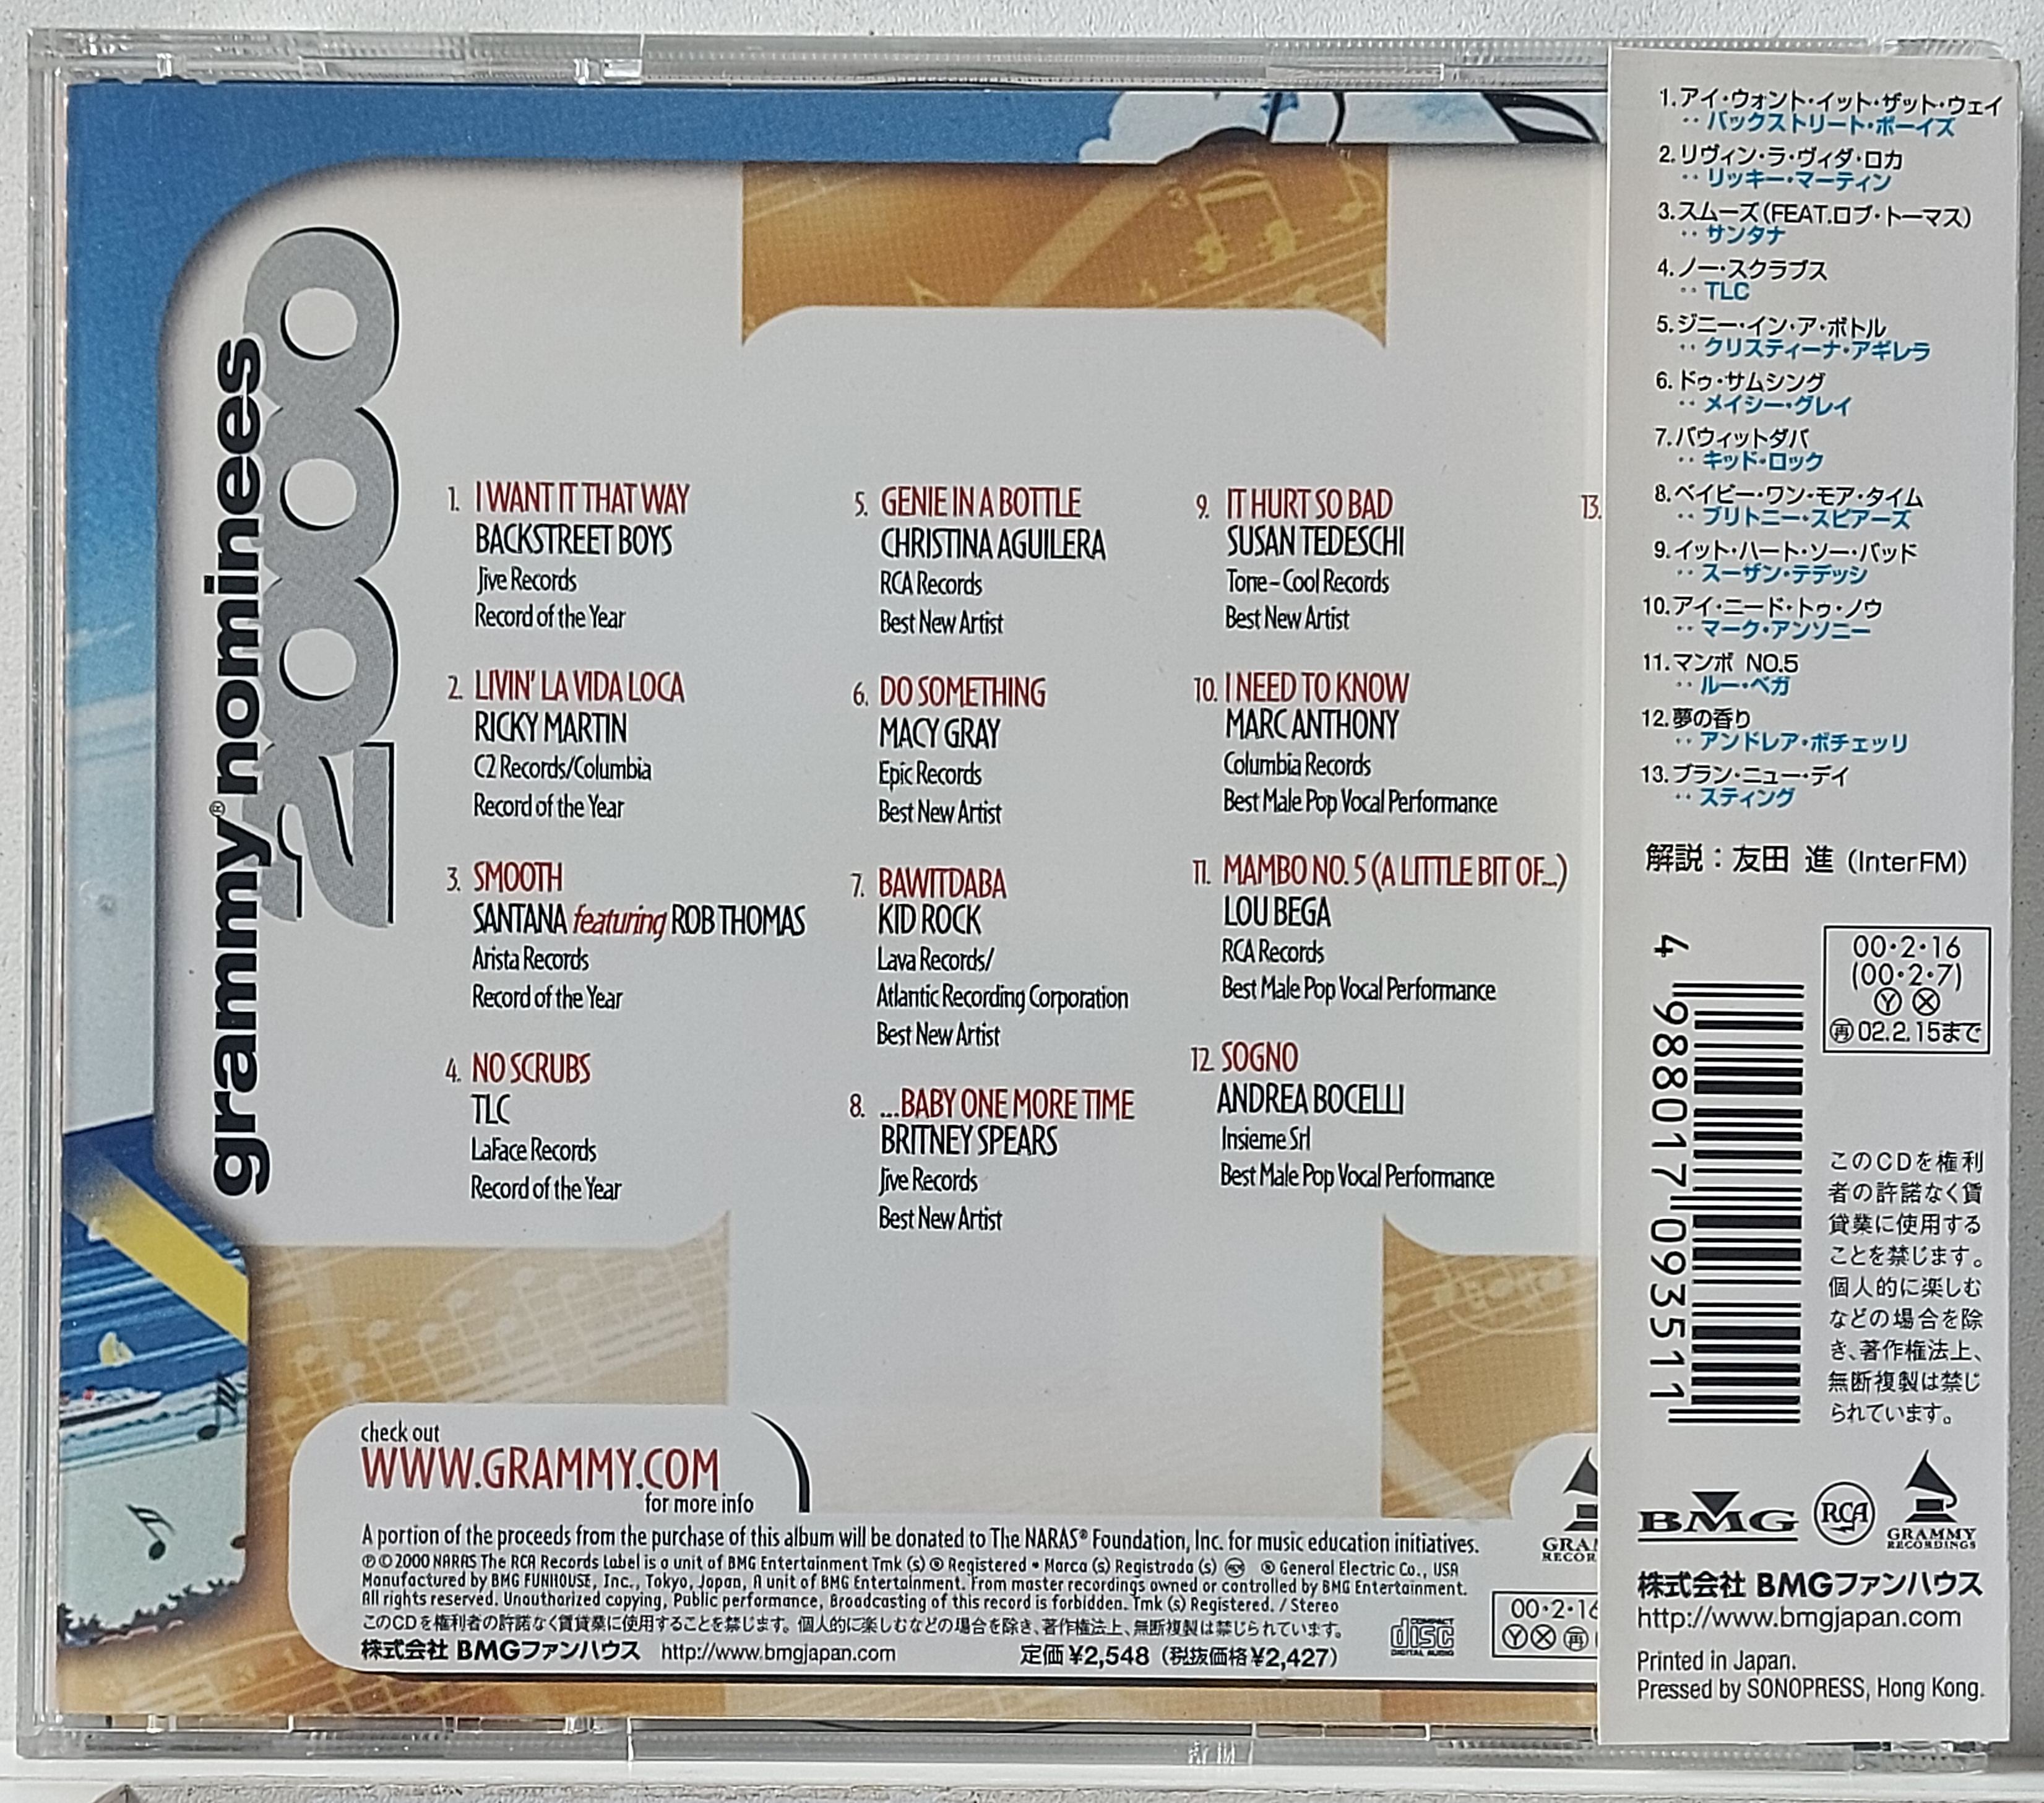 grammy® nominees
2000
1. I WANT IT THAT WAY
BACKSTREET BOYS
Jive Records
Record of the Year
2. LIVIN' LA VIDA LOCA
RICKY MARTIN
C2 Records/Columbia
Record of the Year
3. SMOOTH
SANTANA featuring ROB THOMAS
Arista Records
Record of the Year
4. NO SCRUBS
TLC
LaFace Records
Record of the Year
5. GENIE IN A BOTTLE
CHRISTINA AGUILERA
RCA Records
Best New Artist
6. DO SOMETHING
MACY GRAY
Epic Records
Best New Artist
7. BAWITDABA
KID ROCK
Lava Records/
Atlantic Recording Corporation
Best New Artist
8. ...BABY ONE MORE TIME
BRITNEY SPEARS
Jive Records
Best New Artist
9. IT HURT SO BAD
SUSAN TEDESCHI
Tone-Cool Records
Best New Artist
10. I NEED TO KNOW
MARC ANTHONY
Columbia Records
Best Male Pop Vocal Performance
11. MAMBO NO. 5 (A LITTLE BIT OF...)
LOU BEGA
RCA Records
Best Male Pop Vocal Performance
12. SOGNO
ANDREA BOCELLI
Insieme Srl
Best Male Pop Vocal Performance
13.
check out
WWW.GRAMMY.COM
for more info
A portion of the proceeds from the purchase of this album will be donated to The NARAS® Foundation, Inc. for music education initiatives.
℗ © 2000 NARAS The RCA Records Label is a unit of BMG Entertainment Tmk (s) ® Registered • Marca (s) Registrada (s) ® General Electric Co., USA
Manufactured by BMG FUNHOUSE, Inc., Tokyo, Japan, A unit of BMG Entertainment. From master recordings owned or controlled by BMG Entertainment.
All rights reserved. Unauthorized copying, Public performance, Broadcasting of this record is forbidden. Tmk (s) Registered. / Stereo
このCDを権利者の許諾なく賃貸業に使用することを禁じます。個人的に楽しむなどの場合を除き、著作権法上、無断複製は禁じられています。
株式会社 BMGファンハウス http://www.bmgjapan.com 定価¥2,548 (税抜価格¥2,427)
COMPACT
disc
DIGITAL AUDIO
GRA
RECOR
00・2・16
Ⓨ Ⓧ ㊥
1.アイ・ウォント・イット・ザット・ウェイ
‥バックストリート・ボーイズ
2.リヴィン・ラ・ヴィダ・ロカ
‥リッキー・マーティン
3.スムーズ(FEAT.ロブ・トーマス)
‥サンタナ
4.ノー・スクラブス
‥TLC
5.ジニー・イン・ア・ボトル
‥クリスティーナ・アギレラ
6.ドゥ・サムシング
‥メイシー・グレイ
7.バウィットダバ
‥キッド・ロック
8.ベイビー・ワン・モア・タイム
‥ブリトニー・スピアーズ
9.イット・ハート・ソー・バッド
‥スーザン・テデッシ
10.アイ・ニード・トゥ・ノウ
‥マーク・アンソニー
11.マンボ NO.5
‥ルー・ベガ
12.夢の香り
‥アンドレア・ボチェッリ
13.ブラン・ニュー・デイ
‥スティング
解説：友田 進 (InterFM)
00・2・16
(00・2・7)
Ⓨ Ⓧ
再 02.2.15まで
4 988017 093511
このCDを権利
者の許諾なく賃
貸業に使用する
ことを禁じます。
個人的に楽しむ
などの場合を除
き、著作権法上、
無断複製は禁じ
られています。
BMG
RCA
GRAMMY
RECORDINGS
株式会社 BMGファンハウス
http://www.bmgjapan.com
Printed in Japan.
Pressed by SONOPRESS, Hong Kong.